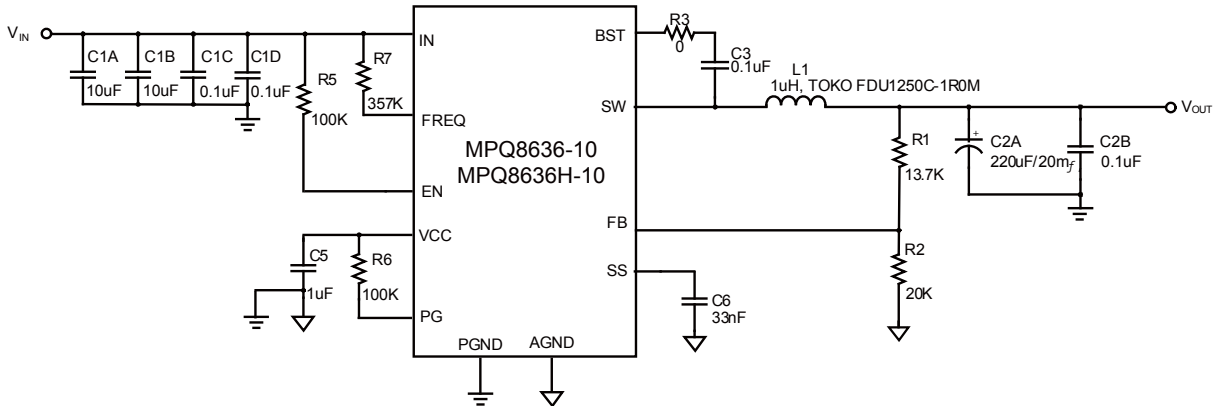 VIN
C1A
10uF
C1B
10uF
C1C
0.1uF
C1D
0.1uF
R5
100K
R7
357K
IN
FREQ
EN
VCC
PG
PGND
AGND
BST
SW
FB
SS
MPQ8636-10
MPQ8636H-10
C5
1uF
R6
100K
R3
0
C3
0.1uF
L1
1uH, TOKO FDU1250C-1R0M
R1
13.7K
R2
20K
C6
33nF
+
C2A
220uF/20mƒ
C2B
0.1uF
VOUT